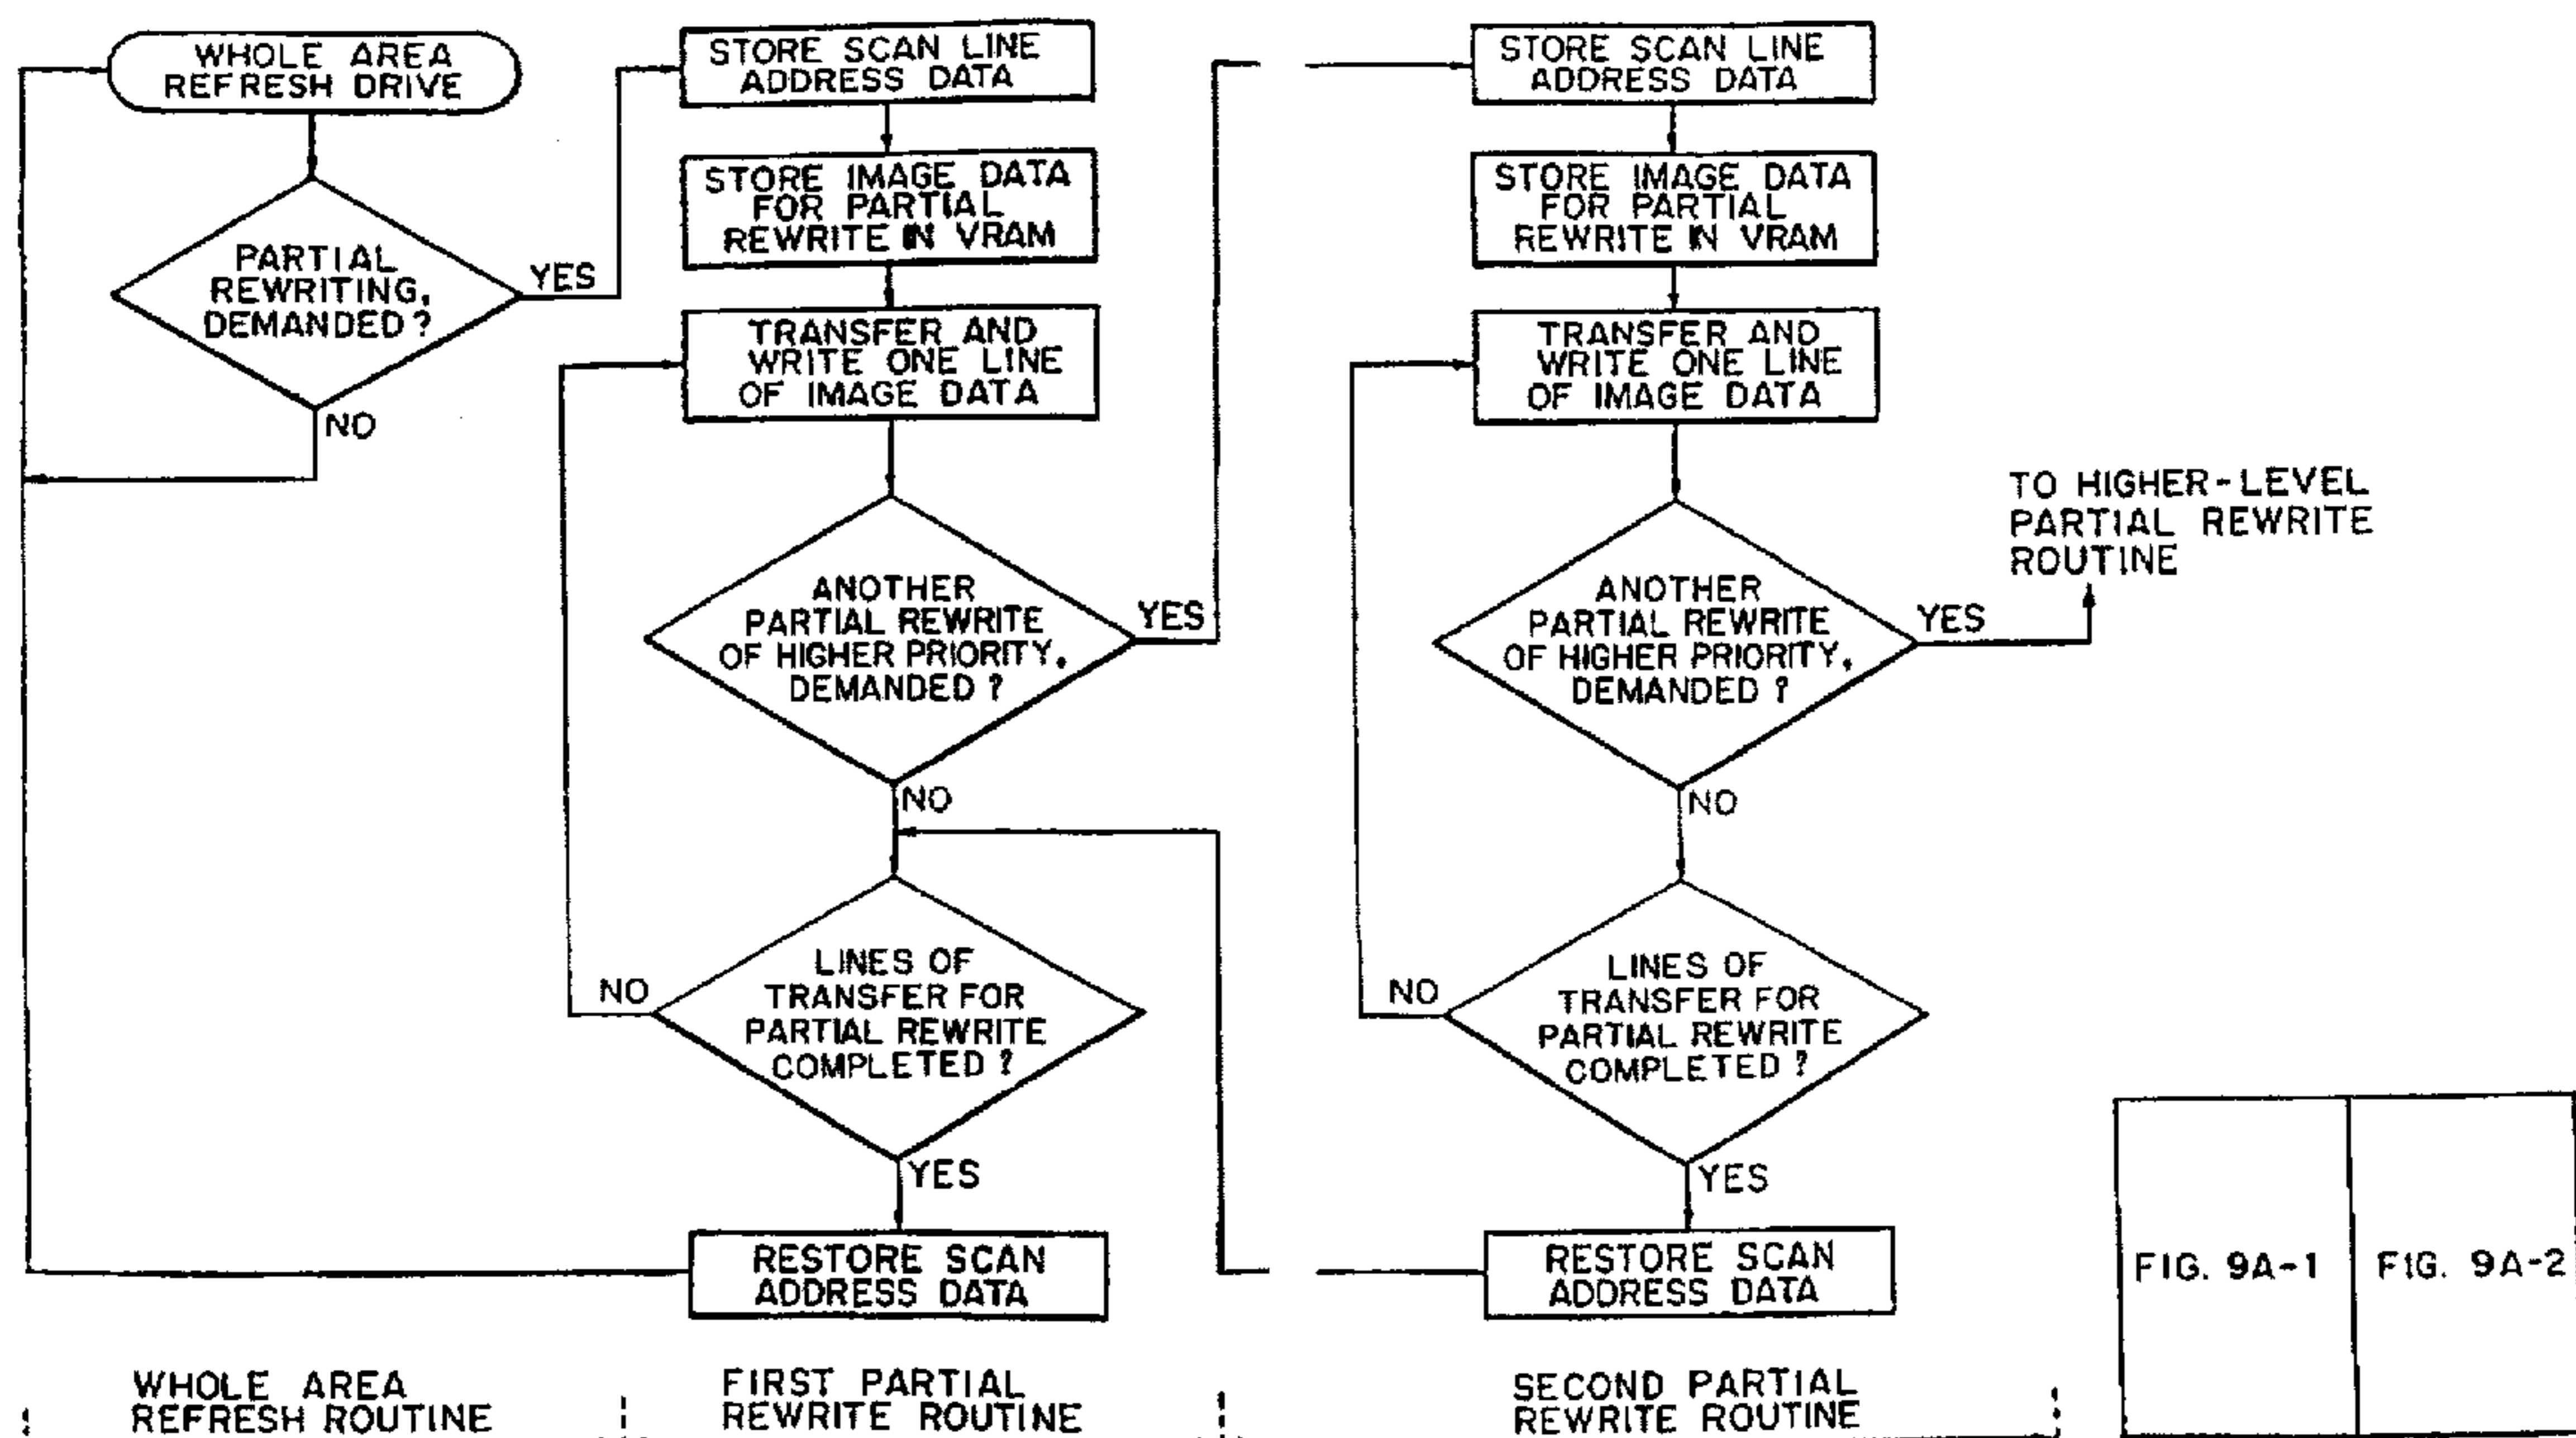 WHOLE AREA
REFRESH DRIVE
PARTIAL
REWRITING,
DEMANDED?
YES
NO
STORE SCAN LINE
ADDRESS DATA
STORE IMAGE DATA
FOR PARTIAL
REWRITE IN VRAM
TRANSFER AND
WRITE ONE LINE
OF IMAGE DATA
ANOTHER
PARTIAL REWRITE
OF HIGHER PRIORITY,
DEMANDED?
YES
NO
LINES OF
TRANSFER FOR
PARTIAL REWRITE
COMPLETED?
NO
YES
RESTORE SCAN
ADDRESS DATA
STORE SCAN LINE
ADDRESS DATA
STORE IMAGE DATA
FOR PARTIAL
REWRITE IN VRAM
TRANSFER AND
WRITE ONE LINE
OF IMAGE DATA
ANOTHER
PARTIAL REWRITE
OF HIGHER PRIORITY,
DEMANDED?
YES
TO HIGHER-LEVEL
PARTIAL REWRITE
ROUTINE
NO
LINES OF
TRANSFER FOR
PARTIAL REWRITE
COMPLETED?
NO
YES
RESTORE SCAN
ADDRESS DATA
WHOLE AREA
REFRESH ROUTINE
FIRST PARTIAL
REWRITE ROUTINE
SECOND PARTIAL
REWRITE ROUTINE
FIG. 9A-1
FIG. 9A-2